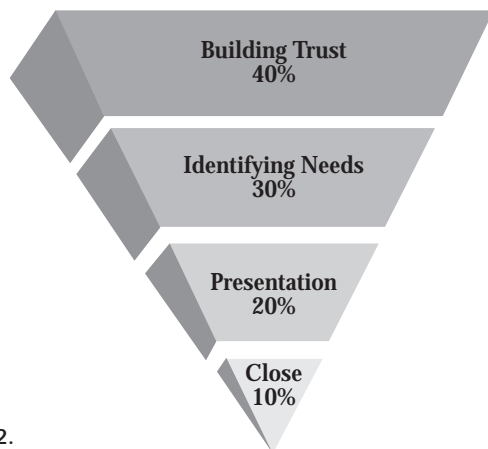 Building Trust
40%
Identifying Needs
30%
Presentation
20%
Close
10%
2.